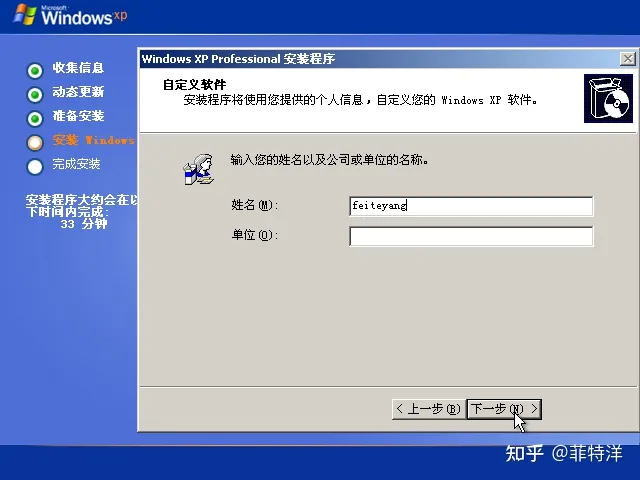 Microsoft
Windows xp
收集信息
动态更新
准备安装
安装 Windows
完成安装
安装程序大约会在以
下时间内完成:
33 分钟
Windows XP Professional 安装程序
自定义软件
安装程序将使用您提供的个人信息，自定义您的 Windows XP 软件。
输入您的姓名以及公司或单位的名称。
姓名(M):
feiteyang
单位(O):
< 上一步(B)
下一步(N) >
知乎 @菲特洋